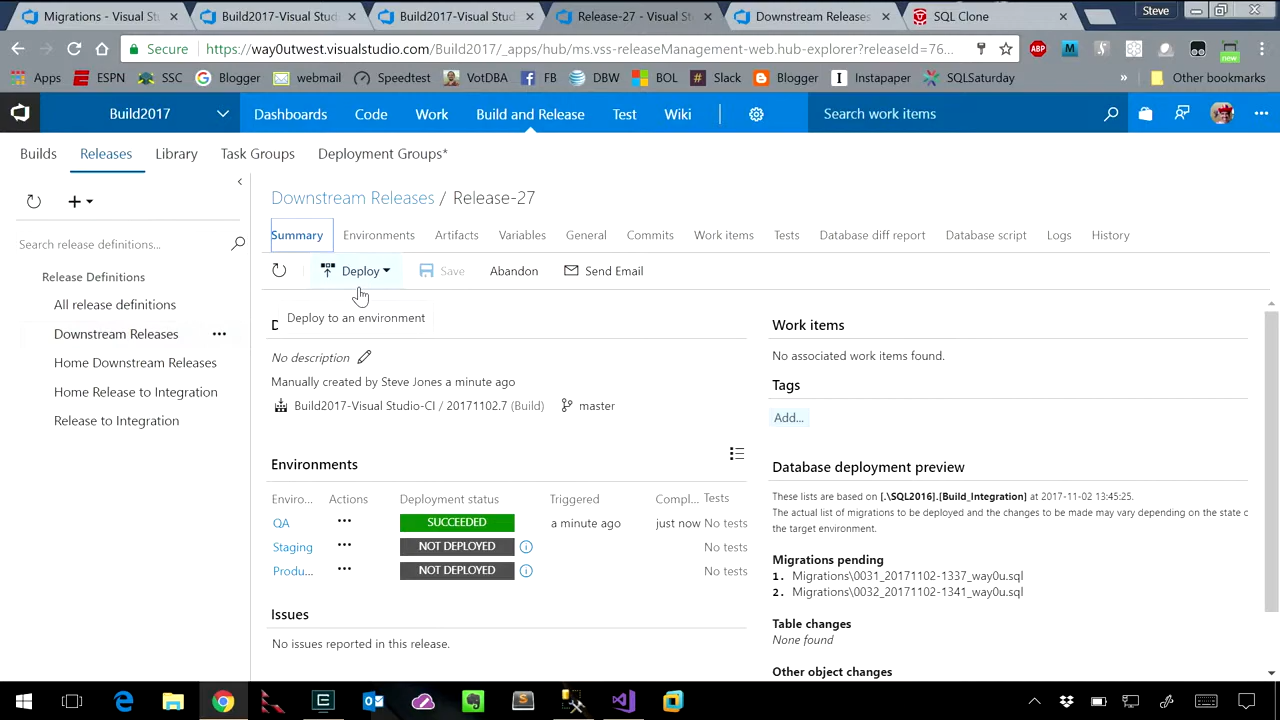 Migrations - Visual Stu
Build2017-Visual Studi
Build2017-Visual Studi
Release-27 - Visual Stu
Downstream Releases
SQL Clone
Steve
Secure
https://way0utwest.visualstudio.com/Build2017/_apps/hub/ms.vss-releaseManagement-web.hub-explorer?releaseId=76...
ABP
M
new
Apps
ESPN
SSC
Blogger
webmail
Speedtest
VotDBA
FB
DBW
BOL
Slack
Blogger
Instapaper
SQLSaturday
»
Other bookmarks
Build2017
Dashboards
Code
Work
Build and Release
Test
Wiki
Search work items
Builds
Releases
Library
Task Groups
Deployment Groups*
Search release definitions...
Release Definitions
All release definitions
Downstream Releases
Home Downstream Releases
Home Release to Integration
Release to Integration
Downstream Releases / Release-27
Summary
Environments
Artifacts
Variables
General
Commits
Work items
Tests
Database diff report
Database script
Logs
History
Deploy
Save
Abandon
Send Email
Deploy to an environment
No description
Manually created by Steve Jones a minute ago
Build2017-Visual Studio-CI / 20171102.7 (Build) master
Environments
Enviro... Actions Deployment status Triggered Compl... Tests
QA ... SUCCEEDED a minute ago just now No tests
Staging ... NOT DEPLOYED No tests
Produ... ... NOT DEPLOYED No tests
Issues
No issues reported in this release.
Work items
No associated work items found.
Tags
Add...
Database deployment preview
These lists are based on [.\SQL2016].[Build_Integration] at 2017-11-02 13:45:25.
The actual list of migrations to be deployed and the changes to be made may vary depending on the state c
the target environment.
Migrations pending
1. Migrations\0031_20171102-1337_way0u.sql
2. Migrations\0032_20171102-1341_way0u.sql
Table changes
None found
Other object changes